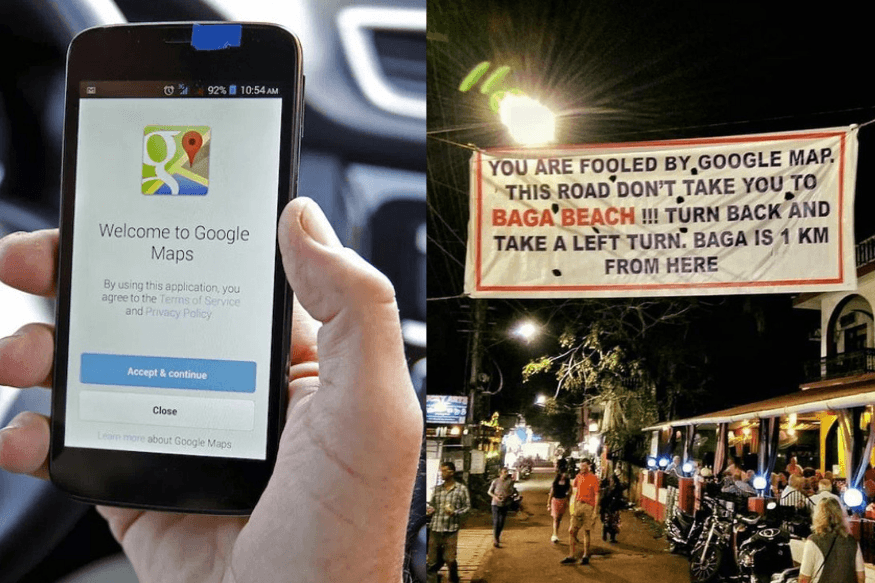 92% 10:54 AM
Welcome to Google
Maps
By using this application, you
agree to the Terms of Service
and Privacy Policy
Accept & continue
Close
Learn more about Google Maps.
YOU ARE FOOLED BY GOOGLE MAP.
THIS ROAD DON'T TAKE YOU TO
BAGA BEACH !!! TURN BACK AND
TAKE A LEFT TURN. BAGA IS 1 KM
FROM HERE